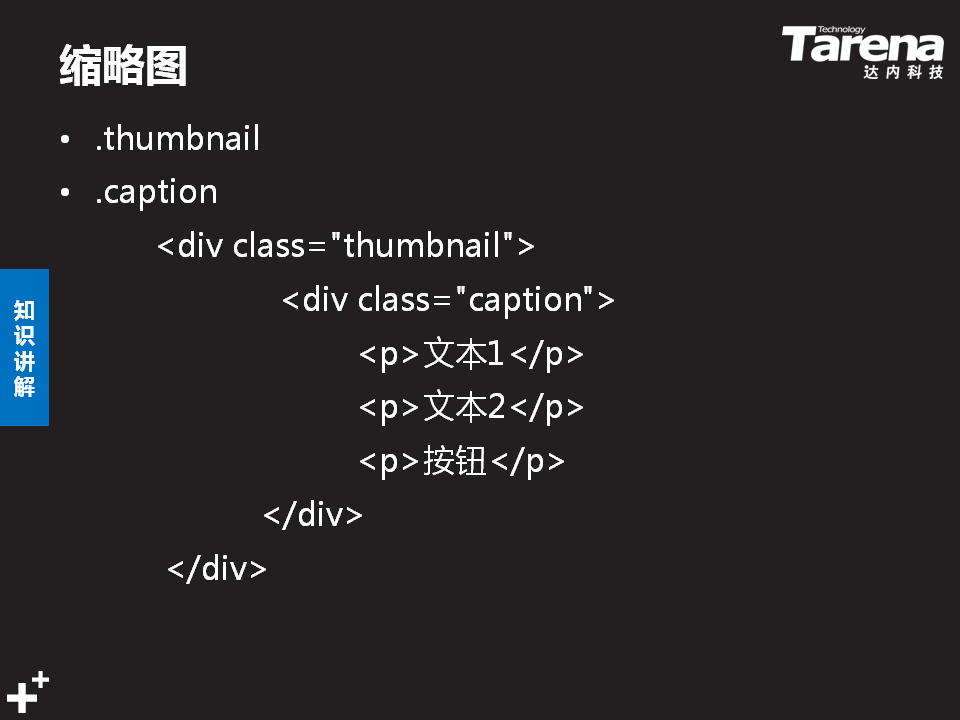 缩略图
Technology
Tarena
达内科技
• .thumbnail
• .caption
<div class="thumbnail">
<div class="caption">
<p>文本1</p>
<p>文本2</p>
<p>按钮</p>
</div>
</div>
知识讲解